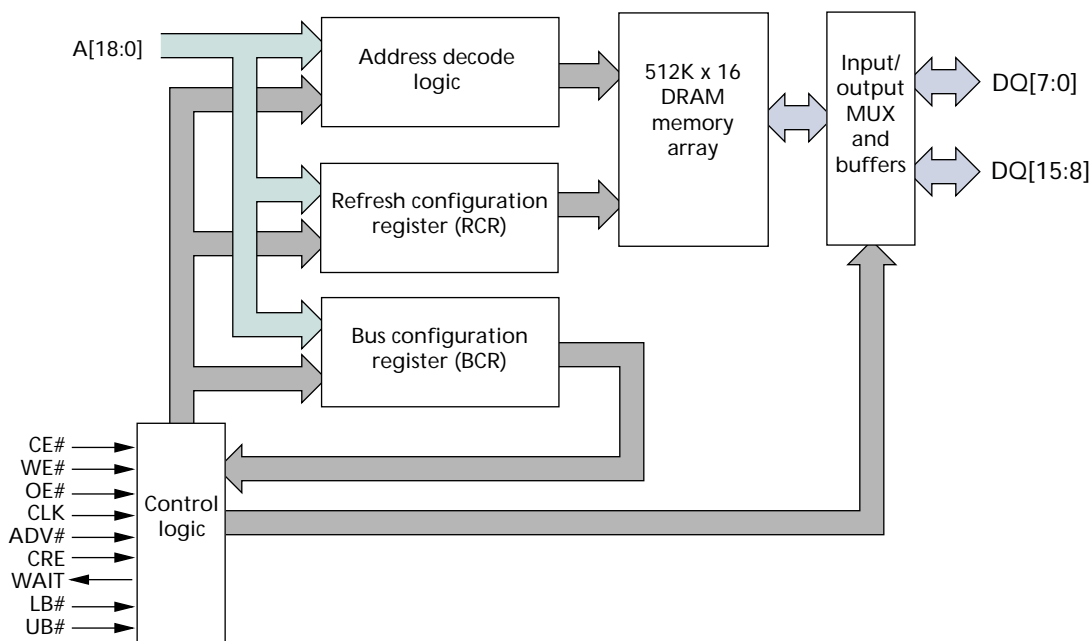 A[18:0]
Address decode
logic
512K x 16
DRAM
memory
array
Input/
output
MUX
and
buffers
DQ[7:0]
DQ[15:8]
Refresh configuration
register (RCR)
Bus configuration
register (BCR)
Control
logic
CE#
WE#
OE#
CLK
ADV#
CRE
WAIT
LB#
UB#